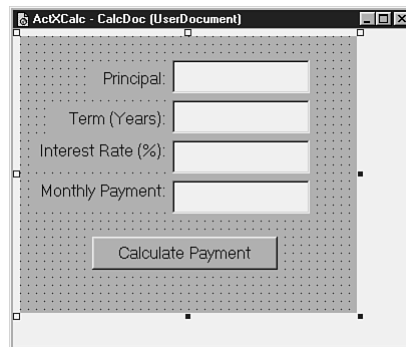 ActXCalc - CalcDoc (UserDocument)
Principal:
Term (Years):
Interest Rate (%):
Monthly Payment:
Calculate Payment